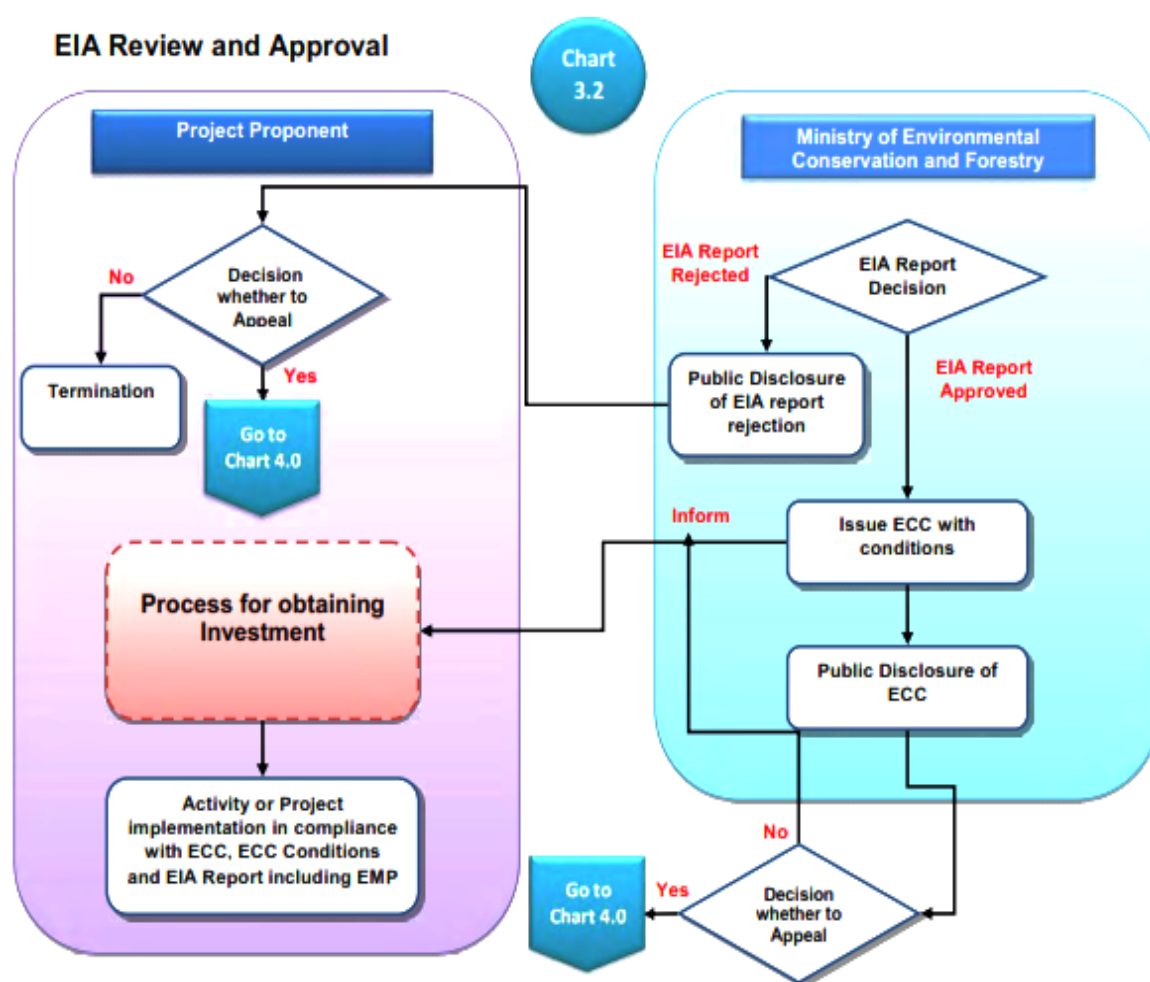 EIA Review and Approval
Chart
3.2
Project Proponent
Decision
whether to
Appeal
No
Yes
Termination
Go to
Chart 4.0
Process for obtaining
Investment
Activity or Project
implementation in compliance
with ECC, ECC Conditions
and EIA Report including EMP
Ministry of Environmental
Conservation and Forestry
EIA Report
Decision
EIA Report
Rejected
Public Disclosure
of EIA report
rejection
EIA Report
Approved
Issue ECC with
conditions
Inform
Public Disclosure of
ECC
No
Decision
whether to
Appeal
Yes
Go to
Chart 4.0